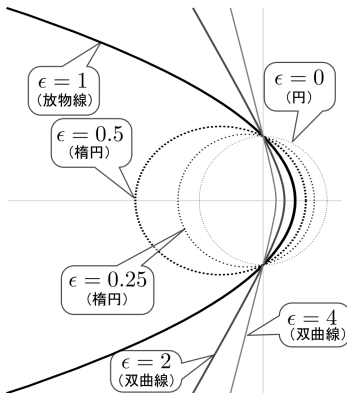 ϵ = 1
(放物線)
ϵ = 0
(円)
ϵ = 0.5
(楕円)
ϵ = 0.25
(楕円)
ϵ = 4
(双曲線)
ϵ = 2
(双曲線)